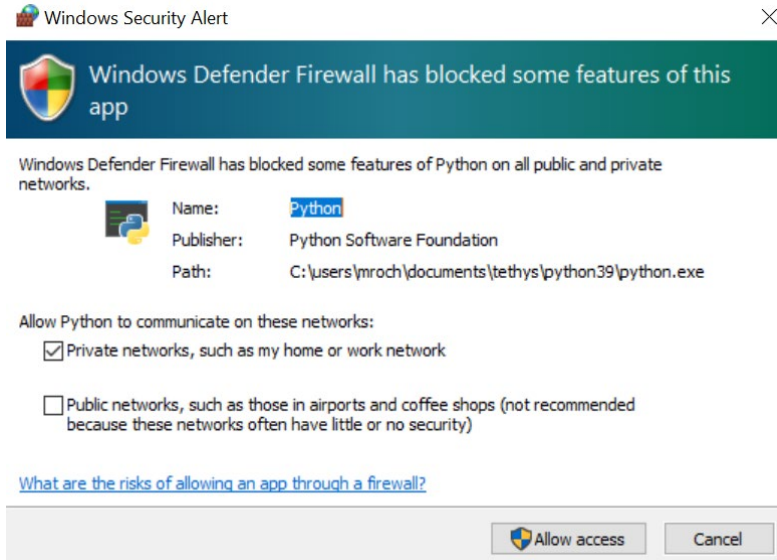 Windows Security Alert
Windows Defender Firewall has blocked some features of this
app
Windows Defender Firewall has blocked some features of Python on all public and private
networks.
Name: Python
Publisher: Python Software Foundation
Path: C:\users\mroch\documents\tethys\python39\python.exe
Allow Python to communicate on these networks:
Private networks, such as my home or work network
Public networks, such as those in airports and coffee shops (not recommended
because these networks often have little or no security)
What are the risks of allowing an app through a firewall?
Allow access Cancel